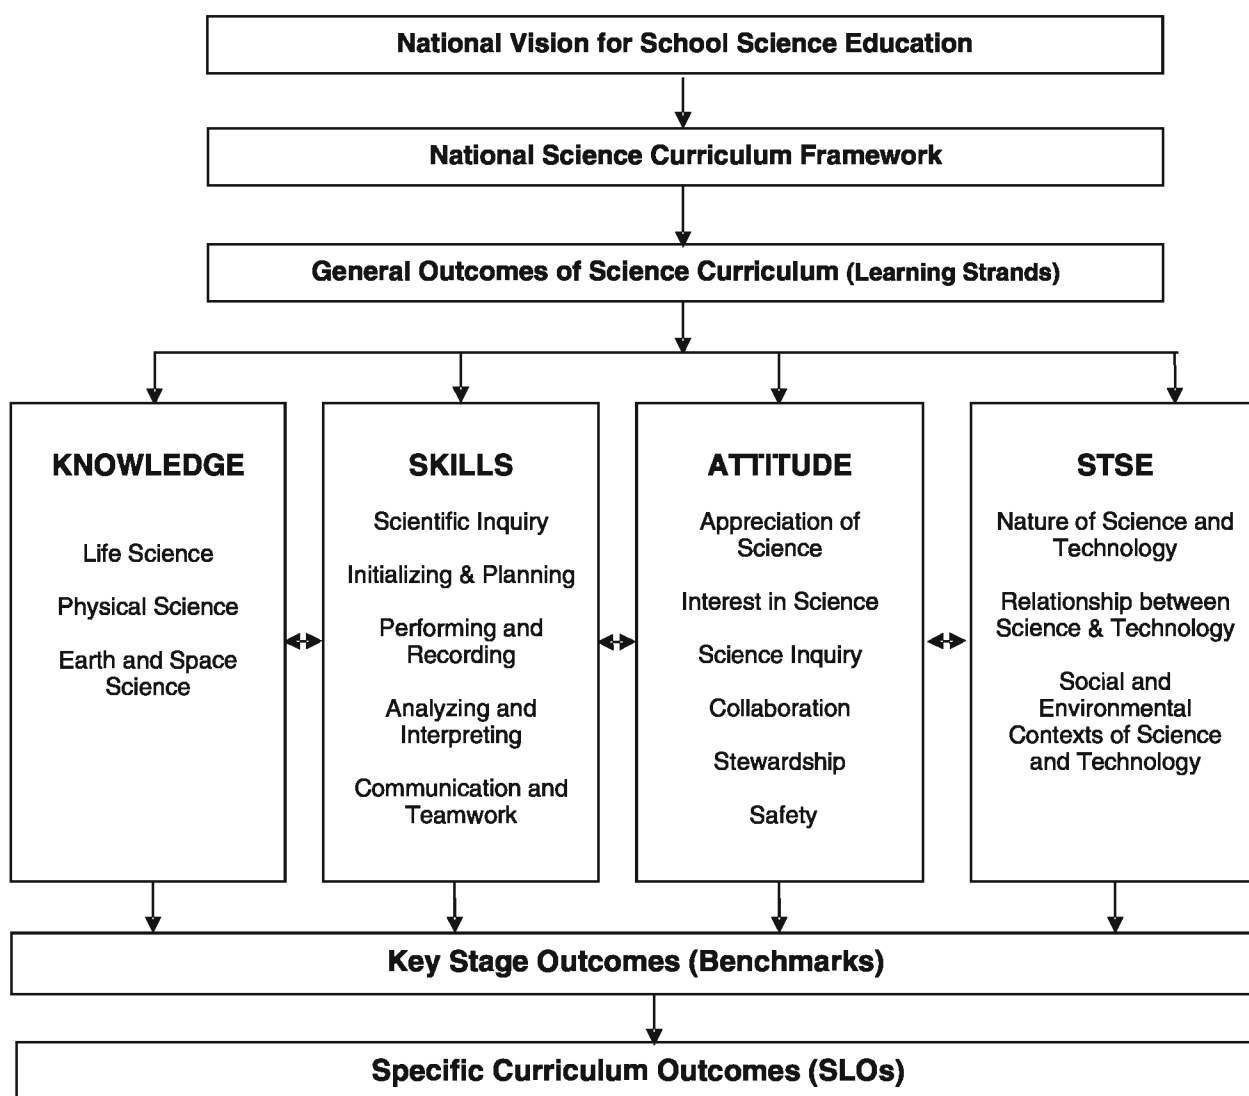 National Vision for School Science Education
National Science Curriculum Framework
General Outcomes of Science Curriculum (Learning Strands)
KNOWLEDGE
Life Science
Physical Science
Earth and Space
Science
SKILLS
Scientific Inquiry
Initializing & Planning
Performing and
Recording
Analyzing and
Interpreting
Communication and
Teamwork
ATTITUDE
Appreciation of
Science
Interest in Science
Science Inquiry
Collaboration
Stewardship
Safety
STSE
Nature of Science and
Technology
Relationship between
Science & Technology
Social and
Environmental
Contexts of Science
and Technology
Key Stage Outcomes (Benchmarks)
Specific Curriculum Outcomes (SLOs)